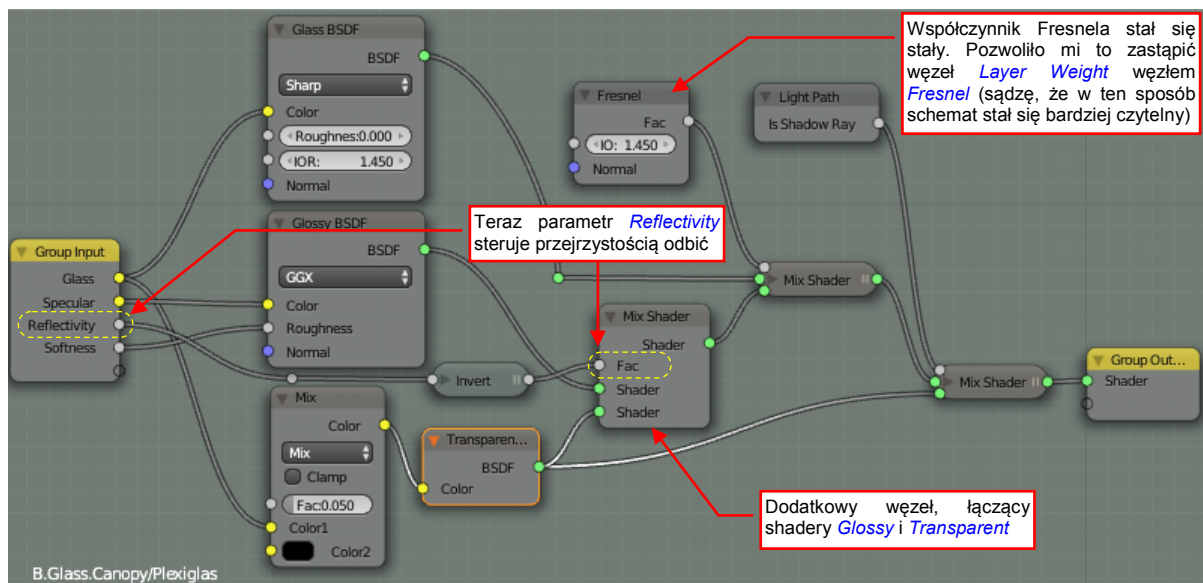 Glass BSDF
BSDF
Sharp
Color
Roughnes:0.000
IOR: 1.450
Normal
Fresnel
Fac
IO: 1.450
Normal
Light Path
Is Shadow Ray
Współczynnik Fresnela stał się
stały. Pozwoliło mi to zastąpić
węzeł Layer Weight węzłem
Fresnel (sądzę, że w ten sposób
schemat stał się bardziej czytelny)
Teraz parametr Reflectivity
steruje przejrzystością odbić
Group Input
Glass
Specular
Reflectivity
Softness
Glossy BSDF
BSDF
GGX
Color
Roughness
Normal
Invert
Mix Shader
Mix Shader
Shader
Fac
Shader
Shader
Mix Shader
Group Out...
Shader
Mix
Color
Mix
Clamp
Fac:0.050
Color1
Color2
Transparen...
BSDF
Color
Dodatkowy węzeł, łączący
shadery Glossy i Transparent
B.Glass.Canopy/Plexiglas